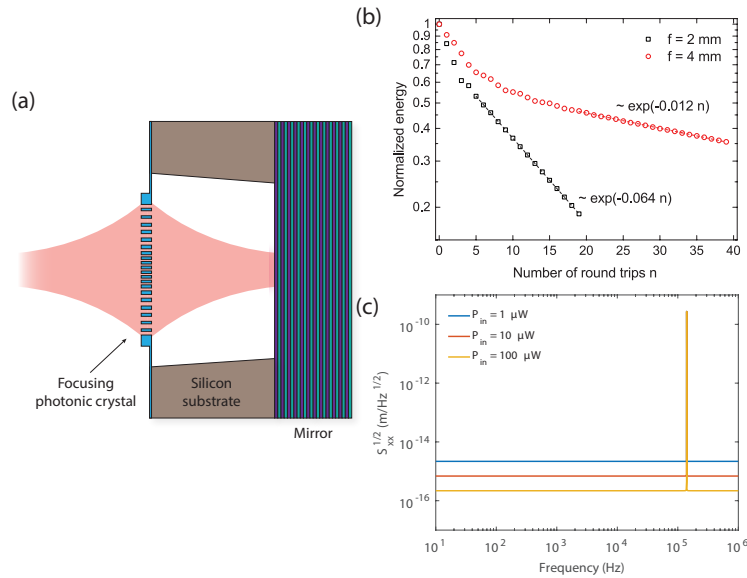 (a)
Focusing
photonic crystal
Silicon
substrate
Mirror
(b)
Normalized energy
1
0.9
0.8
0.7
0.6
0.5
0.4
0.3
0.2
f = 2 mm
f = 4 mm
~ exp(-0.012 n)
~ exp(-0.064 n)
0 5 10 15 20 25 30 35 40
Number of round trips n
(c)
S_xx^1/2 (m/Hz^1/2)
10^-10
10^-12
10^-14
10^-16
P_in = 1 µW
P_in = 10 µW
P_in = 100 µW
10^1 10^2 10^3 10^4 10^5 10^6
Frequency (Hz)